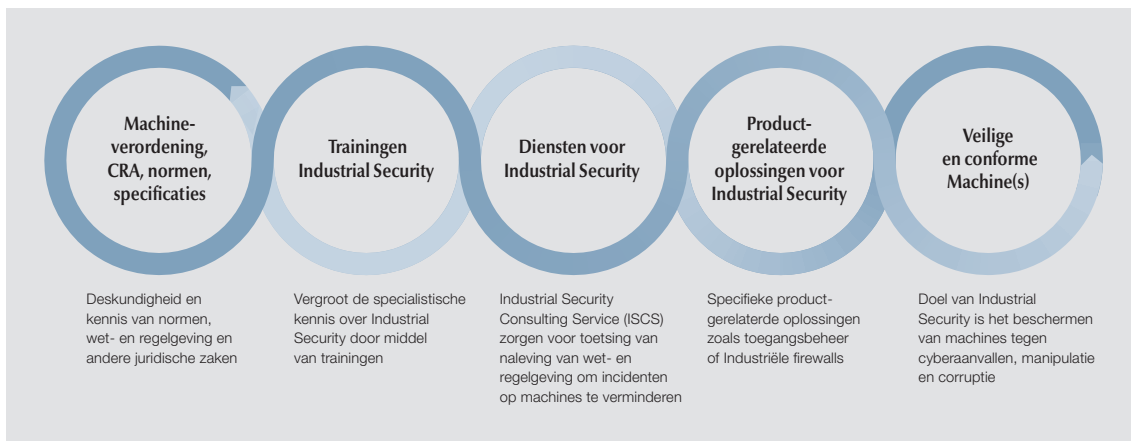 Machine-
verordening,
CRA, normen,
specificaties
Trainingen
Industrial Security
Diensten voor
Industrial Security
Product-
gerelateerde
oplossingen voor
Industrial Security
Veilige
en conforme
Machine(s)
Deskundigheid en
kennis van normen,
wet- en regelgeving en
andere juridische zaken
Vergroot de specialistische
kennis over Industrial
Security door middel
van trainingen
Industrial Security
Consulting Service (ISCS)
zorgen voor toetsing van
naleving van wet- en
regelgeving om incidenten
op machines te verminderen
Specifieke product-
gerelaterde oplossingen
zoals toegangsbeheer
of Industriële firewalls
Doel van Industrial
Security is het beschermen
van machines tegen
cyberaanvallen, manipulatie
en corruptie